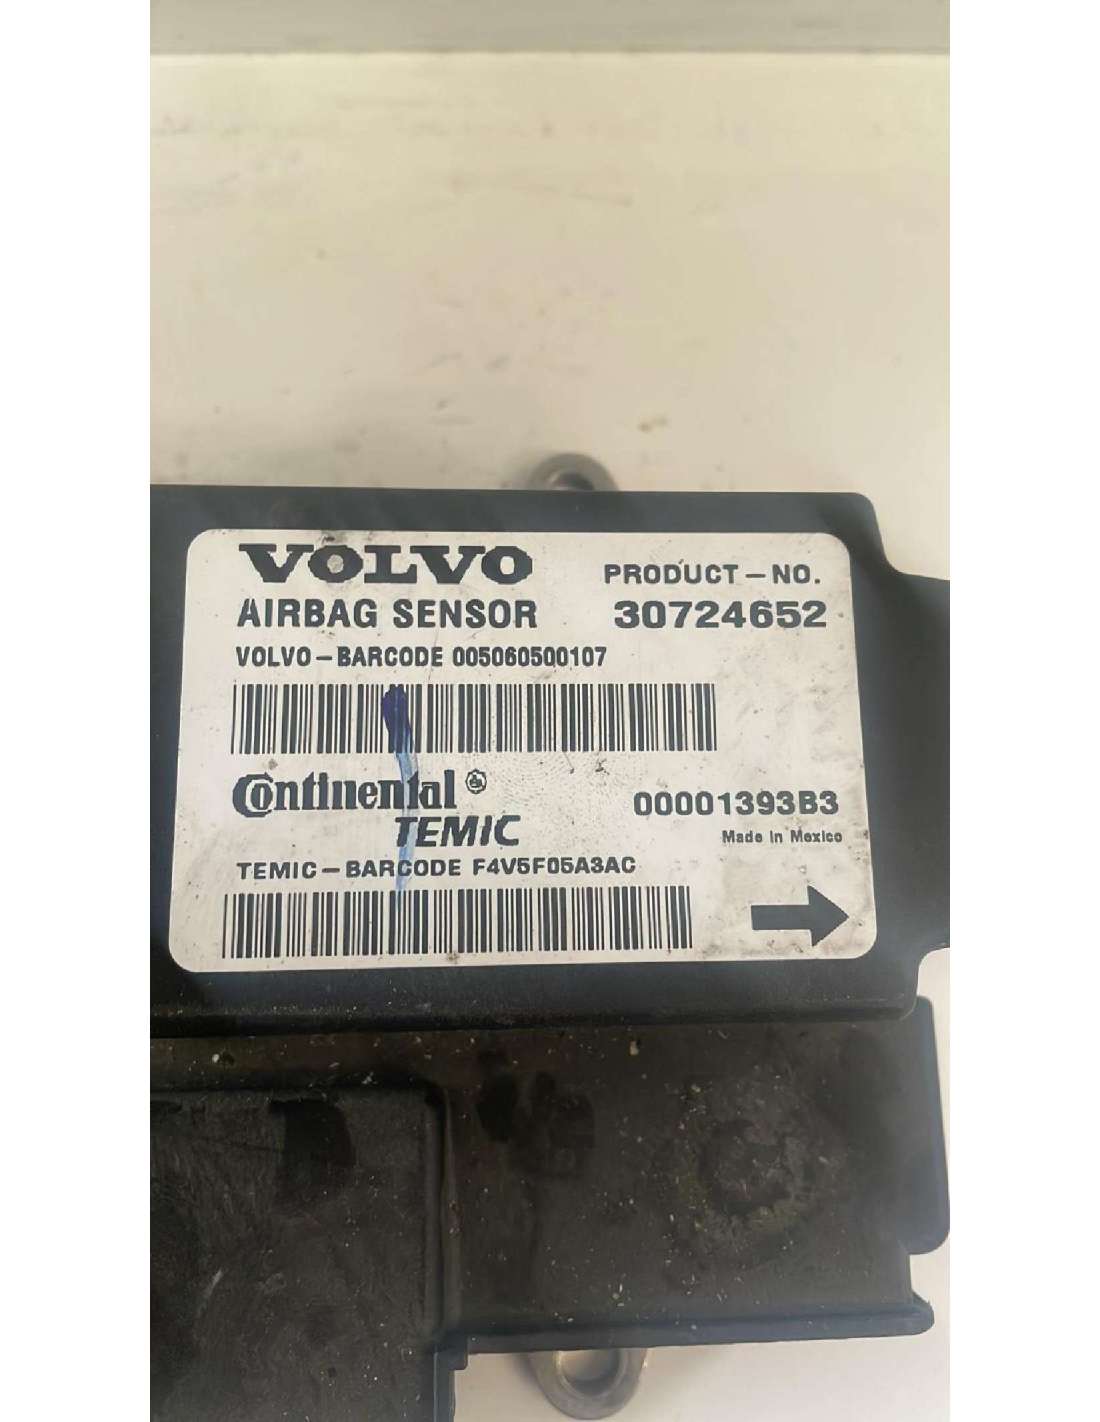 VOLVO
PRODUCT-NO.
AIRBAG SENSOR
30724652
VOLVO-BARCODE 005060500107
Continental
TEMIC
00001393B3
Made in Mexico
TEMIC-BARCODE F4V5F05A3AC